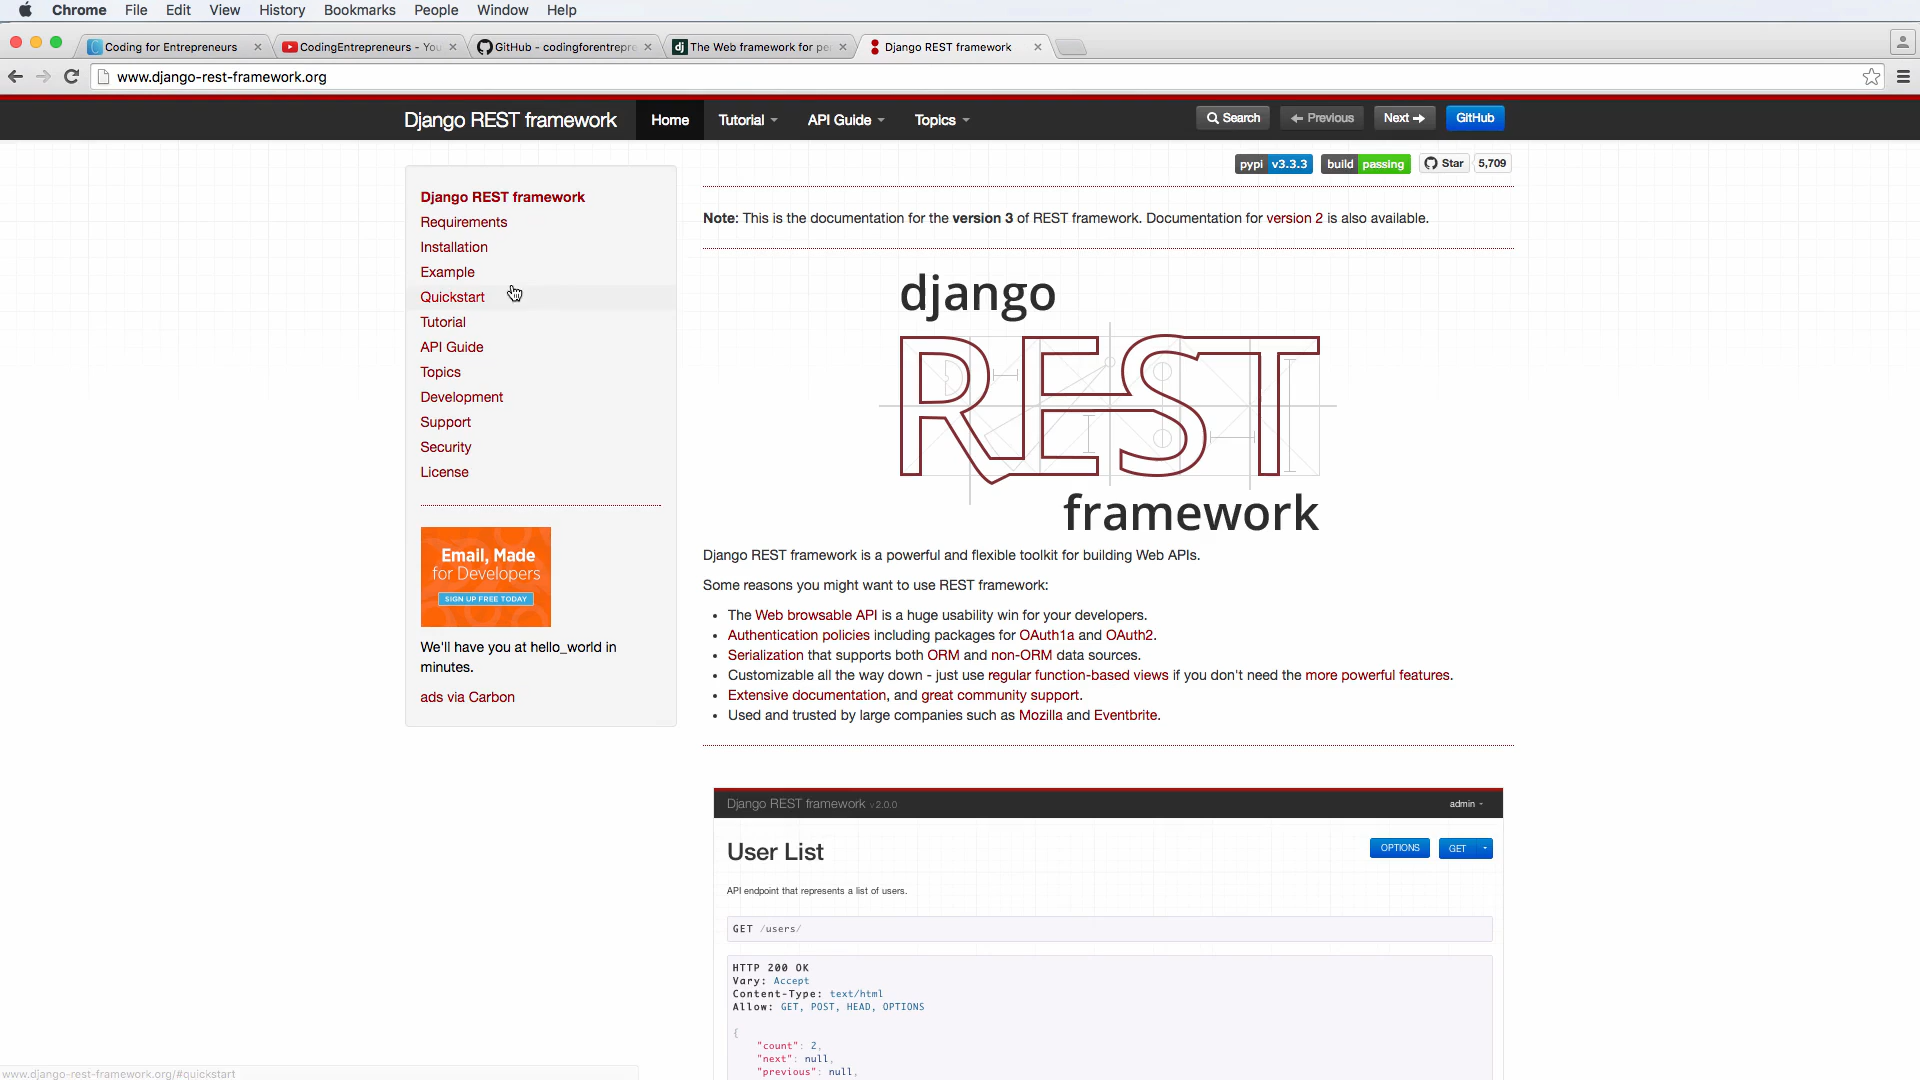 Chrome File Edit View History Bookmarks People Window Help
Coding for Entrepreneurs
CodingEntrepreneurs - You
GitHub - codingforentrepre
The Web framework for pe
Django REST framework
www.django-rest-framework.org
Django REST framework Home Tutorial API Guide Topics Search Previous Next GitHub
pypi v3.3.3 build passing Star 5,709
Django REST framework
Requirements
Installation
Example
Quickstart
Tutorial
API Guide
Topics
Development
Support
Security
License
Email, Made
for Developers
SIGN UP FREE TODAY
We'll have you at hello_world in
minutes.
ads via Carbon
Note: This is the documentation for the version 3 of REST framework. Documentation for version 2 is also available.
django
REST
framework
Django REST framework is a powerful and flexible toolkit for building Web APIs.
Some reasons you might want to use REST framework:
• The Web browsable API is a huge usability win for your developers.
• Authentication policies including packages for OAuth1a and OAuth2.
• Serialization that supports both ORM and non-ORM data sources.
• Customizable all the way down - just use regular function-based views if you don't need the more powerful features.
• Extensive documentation, and great community support.
• Used and trusted by large companies such as Mozilla and Eventbrite.
Django REST framework v 2.0.0 admin
User List OPTIONS GET
API endpoint that represents a list of users.
GET /users/
HTTP 200 OK
Vary: Accept
Content-Type: text/html
Allow: GET, POST, HEAD, OPTIONS
{
"count": 2,
"next": null,
"previous": null,
www.django-rest-framework.org/#quickstart